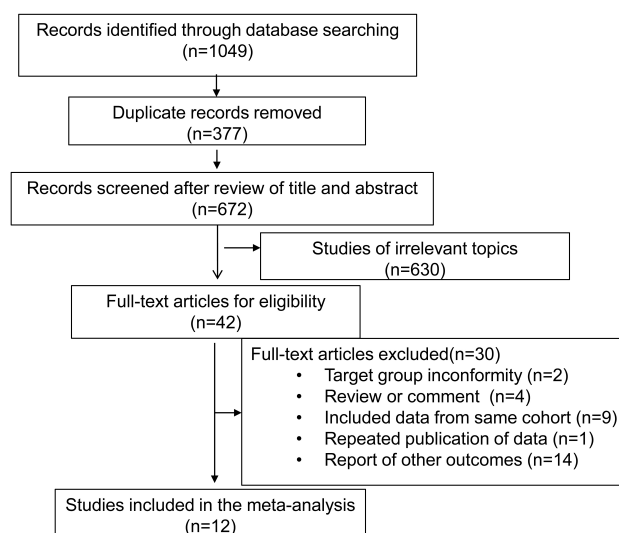 Records identified through database searching
(n=1049)
Duplicate records removed
(n=377)
Records screened after review of title and abstract
(n=672)
Studies of irrelevant topics
(n=630)
Full-text articles for eligibility
(n=42)
Full-text articles excluded(n=30)
• Target group inconformity (n=2)
• Review or comment (n=4)
• Included data from same cohort (n=9)
• Repeated publication of data (n=1)
• Report of other outcomes (n=14)
Studies included in the meta-analysis
(n=12)